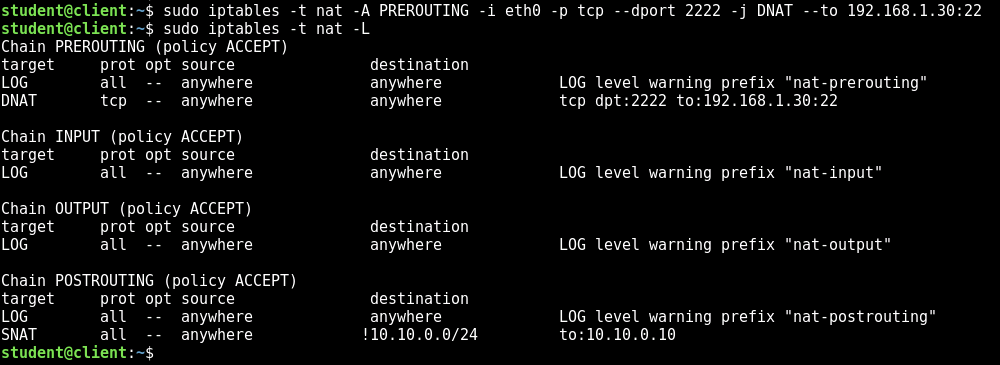 student@client:~$ sudo iptables -t nat -A PREROUTING -i eth0 -p tcp --dport 2222 -j DNAT --to 192.168.1.30:22
student@client:~$ sudo iptables -t nat -L
Chain PREROUTING (policy ACCEPT)
target     prot opt source               destination
LOG        all  --  anywhere             anywhere             LOG level warning prefix "nat-prerouting"
DNAT       tcp  --  anywhere             anywhere             tcp dpt:2222 to:192.168.1.30:22

Chain INPUT (policy ACCEPT)
target     prot opt source               destination
LOG        all  --  anywhere             anywhere             LOG level warning prefix "nat-input"

Chain OUTPUT (policy ACCEPT)
target     prot opt source               destination
LOG        all  --  anywhere             anywhere             LOG level warning prefix "nat-output"

Chain POSTROUTING (policy ACCEPT)
target     prot opt source               destination
LOG        all  --  anywhere             anywhere             LOG level warning prefix "nat-postrouting"
SNAT       all  --  anywhere            !10.10.0.0/24         to:10.10.0.10
student@client:~$